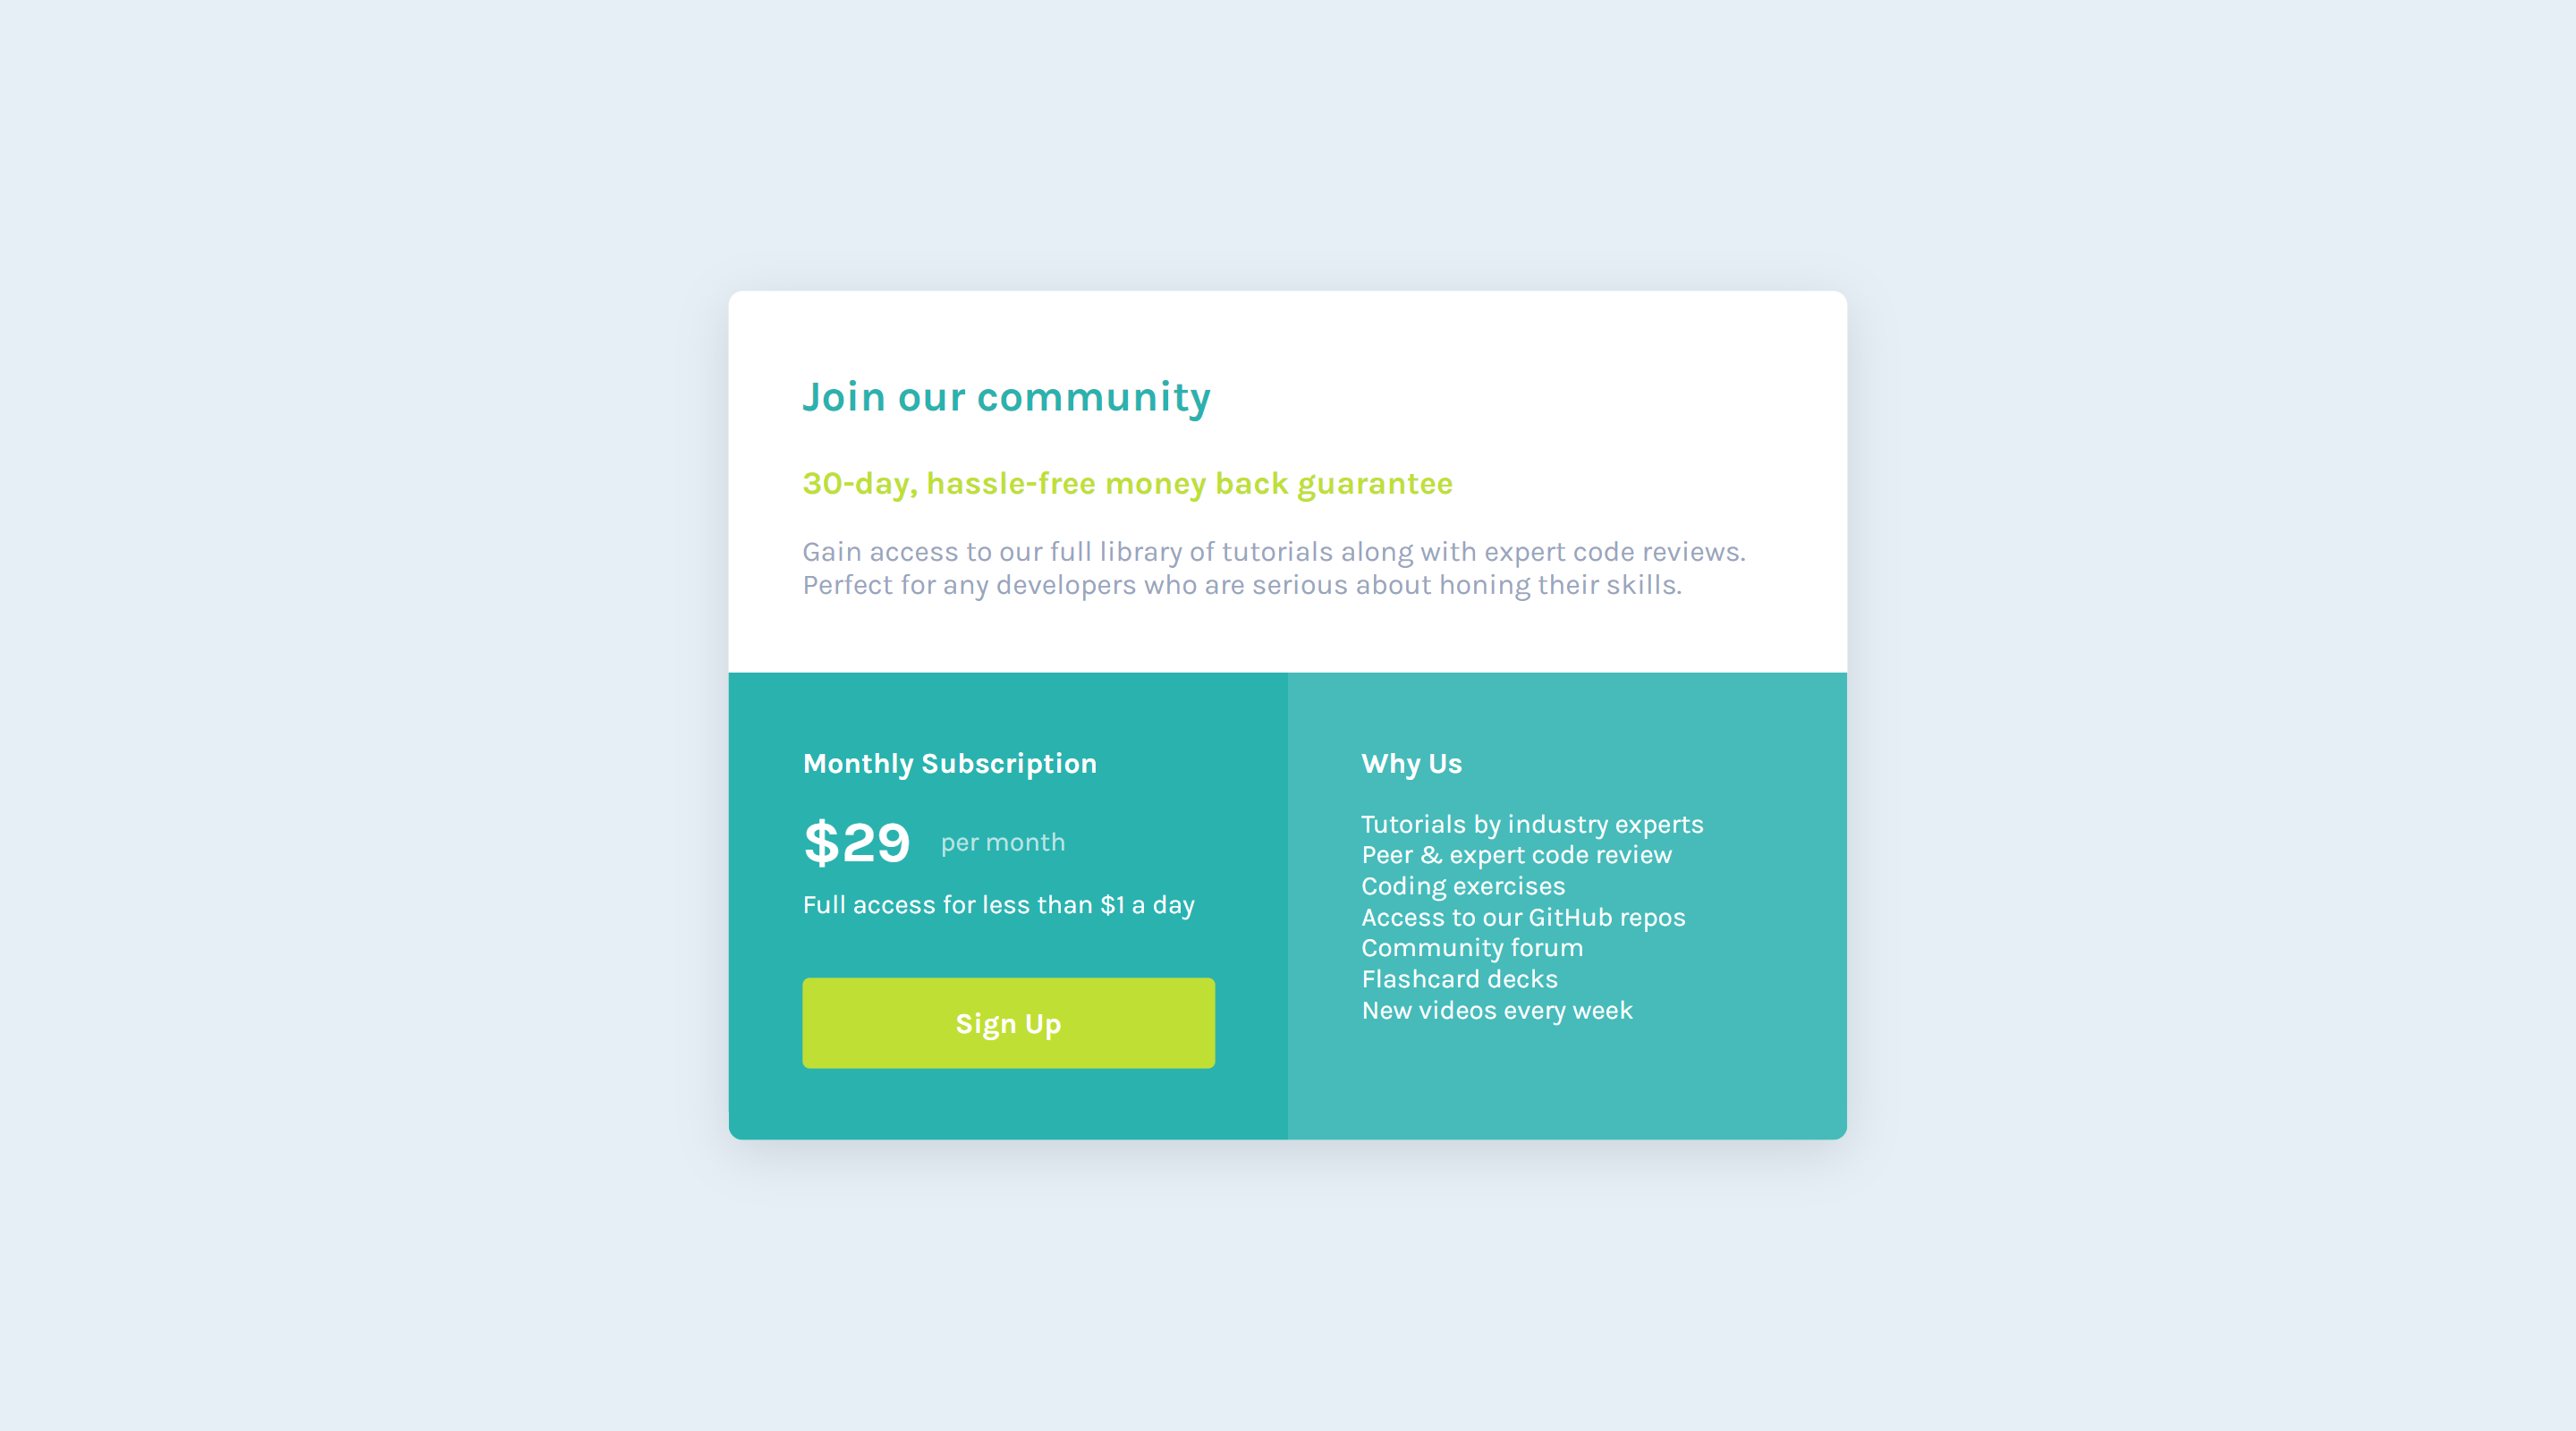 Join our community
30-day, hassle-free money back guarantee
Gain access to our full library of tutorials along with expert code reviews.
Perfect for any developers who are serious about honing their skills.
Monthly Subscription
$29 per month
Full access for less than $1 a day
Sign Up
Why Us
Tutorials by industry experts
Peer & expert code review
Coding exercises
Access to our GitHub repos
Community forum
Flashcard decks
New videos every week